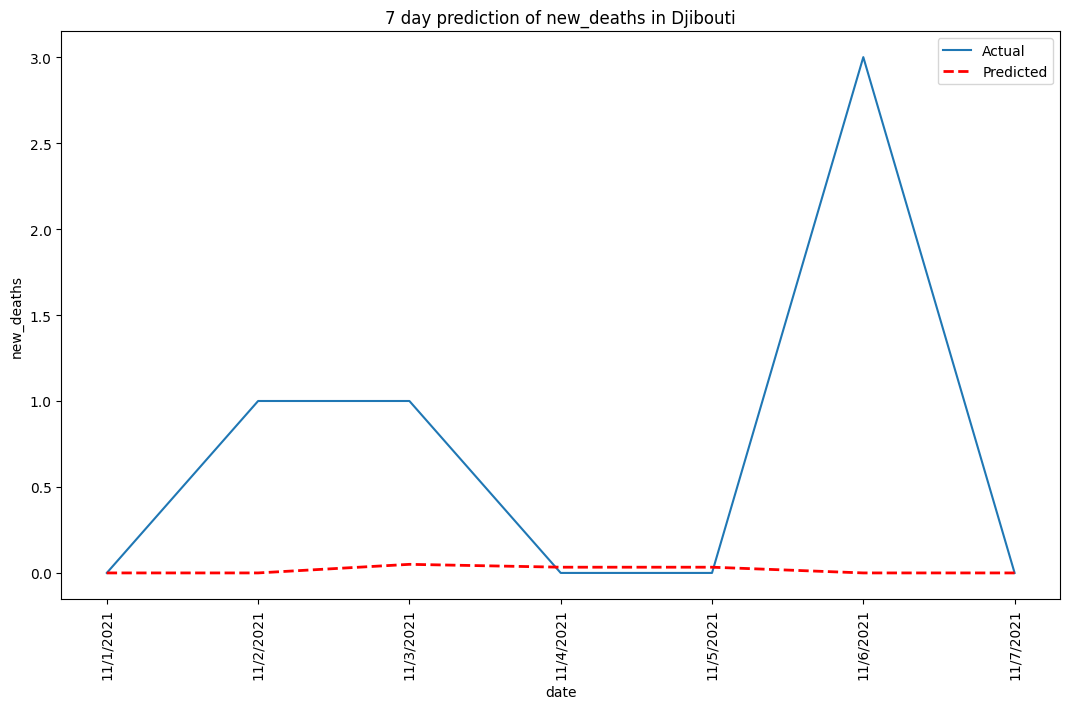 7 day prediction of new_deaths in Djibouti
Actual
Predicted
3.0
2.5
2.0
1.5
1.0
0.5
0.0
new_deaths
11/1/2021
11/2/2021
11/3/2021
11/4/2021
11/5/2021
11/6/2021
11/7/2021
date